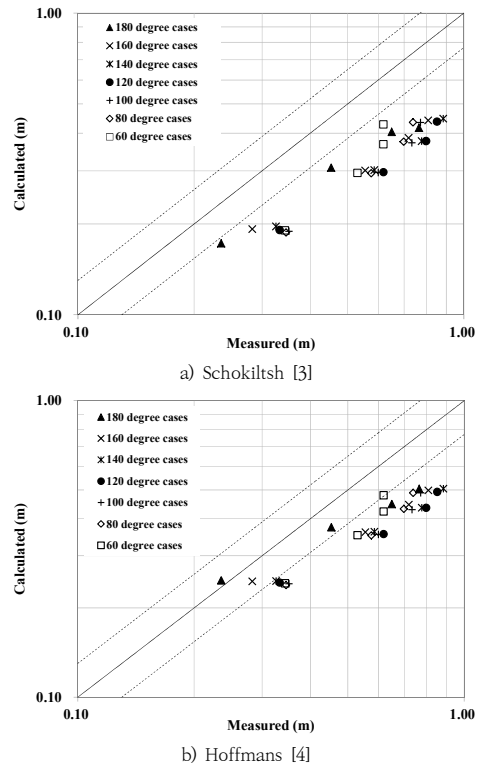 1.00
180 degree cases
160 degree cases
140 degree cases
120 degree cases
100 degree cases
80 degree cases
60 degree cases
Calculated (m)
0.10
0.10
1.00
Measured (m)
a) Schokiltsh [3]
1.00
180 degree cases
160 degree cases
140 degree cases
120 degree cases
100 degree cases
80 degree cases
60 degree cases
Calculated (m)
0.10
0.10
1.00
Measured (m)
b) Hoffmans [4]